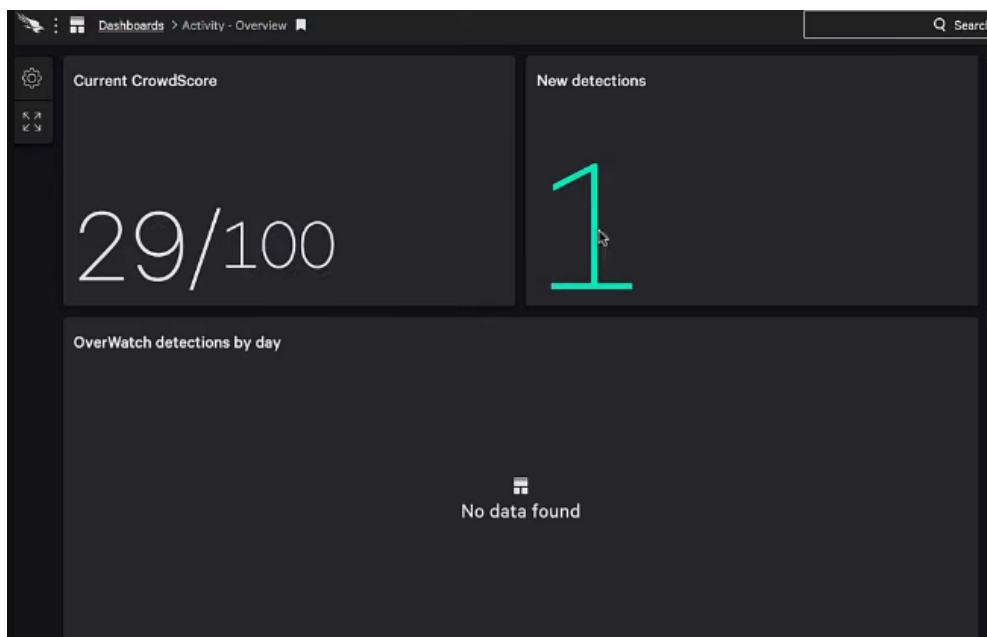 Dashboards > Activity - Overview
Search
Current CrowdScore
29/100
New detections
1
OverWatch detections by day
No data found